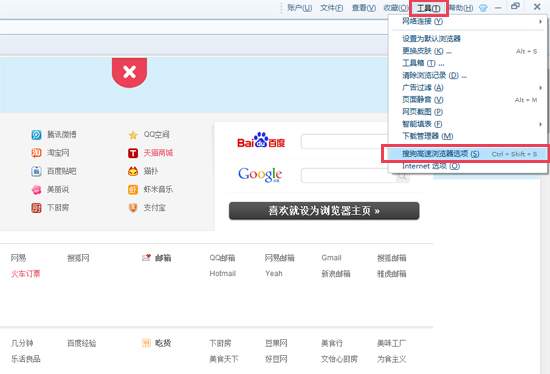 账户(U) 文件(F) 查看(V) 收藏(O) 工具(T) 帮助(H)
网络连接 (Y)
设置为默认浏览器
更换皮肤 (K) ... Alt + S
工具箱 (T) ...
清除浏览记录 (D) ...
广告过滤 (A)
页面静音 (V) Alt + M
网页截图 (P)
智能填表 (F)
下载管理器 (M)
搜狗高速浏览器选项 (S) Ctrl + Shift + S
Internet 选项 (O)
腾讯微博 QQ空间
淘宝网 天猫商城
百度贴吧 猫扑
美丽说 虾米音乐
下厨房 支付宝
Bai 百度
Google
喜欢就设为浏览器主页 »
网易 搜狐网 邮箱 QQ邮箱 网易邮箱 Gmail 搜狐邮箱
火车订票 Hotmail Yeah 新浪邮箱 雅虎邮箱
几分钟 百度经验 吃货 下厨房 豆果网 美食行 美味工厂
乐活良品 美食天下 好豆网 文怡心厨房 为食主义